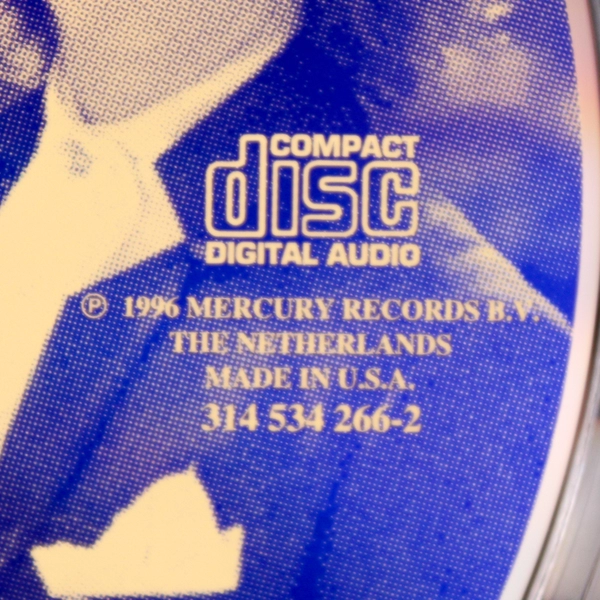 COMPACT
disc
DIGITAL AUDIO
Ⓟ 1996 MERCURY RECORDS B.V.
THE NETHERLANDS
MADE IN U.S.A.
314 534 266-2